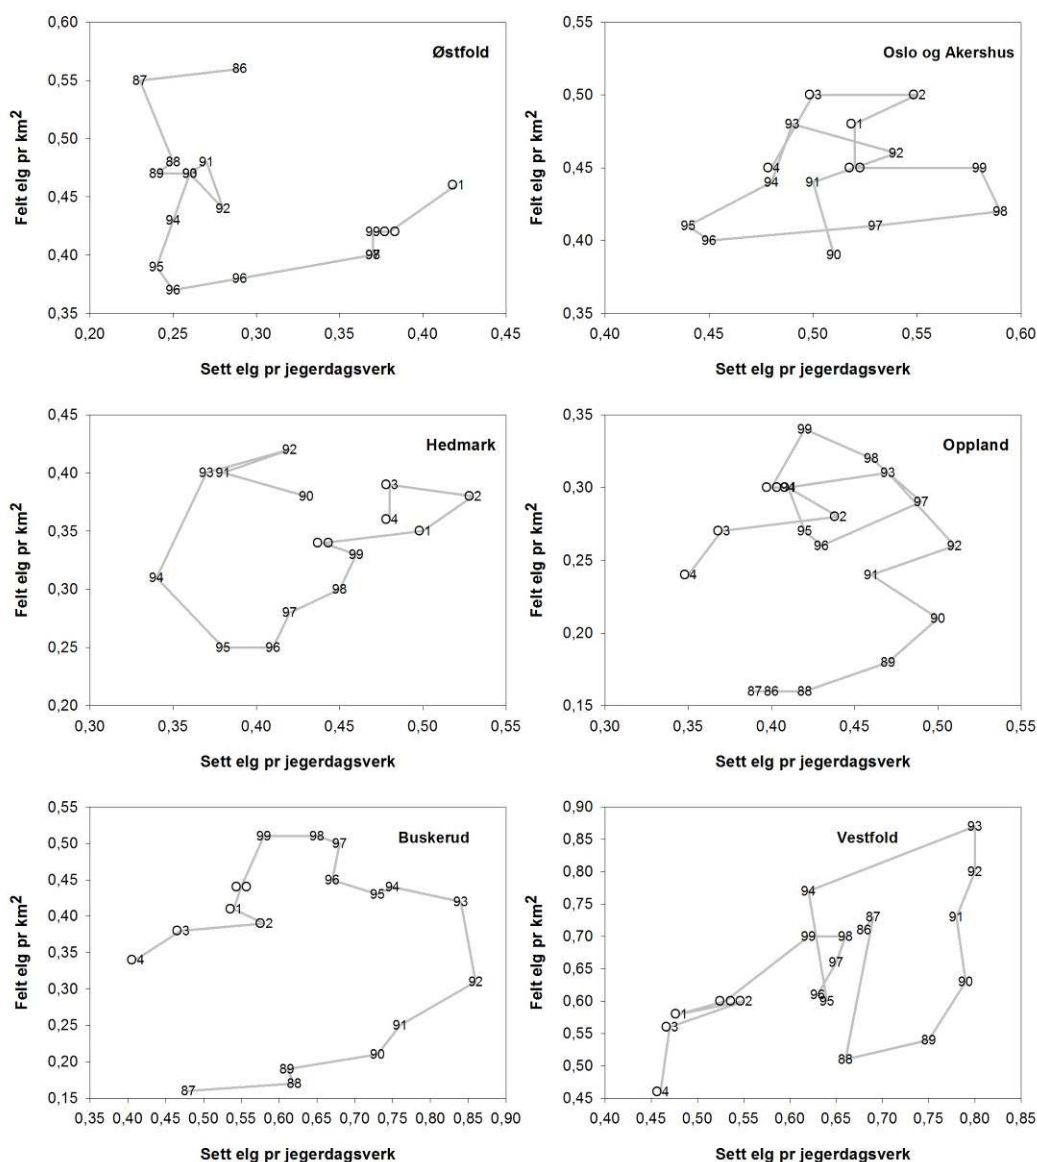 0,60
Østfold
86
0,55
87
0,50
88 91
89 90
0,45
O1
92
94
99 OO
0,40
98
95
96
96
0,35
0,20 0,25 0,30 0,35 0,40 0,45
Felt elg pr km2
Sett elg pr jegerdagsverk
0,55
Oslo og Akershus
0,50
O3 O2
93 O1
92
0,45
O4 OO 99
94 91
98
95 97
0,40
96
90
0,35
0,40 0,45 0,50 0,55 0,60
Felt elg pr km2
Sett elg pr jegerdagsverk
0,45
Hedmark
92
0,40
93 91
O3
90 O2
O4
0,35
O1
OO
99
0,30
94
98
97
0,25
95 96
0,20
0,30 0,35 0,40 0,45 0,50 0,55
Felt elg pr km2
Sett elg pr jegerdagsverk
0,35
Oppland
99
98
93
0,30
OO 97
O2
O3 95
96 92
0,25
O4 91
90
0,20
89
87 86 88
0,15
0,35 0,40 0,45 0,50 0,55
Felt elg pr km2
Sett elg pr jegerdagsverk
0,55
Buskerud
99 98 97
0,50
0,45
96
OO 94
95
93
O1
0,40
O3 O2
0,35
O4
92
0,30
0,25
91
90
0,20
89
88
87
0,15
0,35 0,40 0,45 0,50 0,55 0,60 0,65 0,70 0,75 0,80 0,85 0,90
Felt elg pr km2
Sett elg pr jegerdagsverk
0,90
Vestfold
93
0,85
0,80
92
94
0,75
87 91
86
0,70
99 98
97
0,65
90
96
0,60
OO O2 95
O1
O3
0,55
89
88
0,50
O4
0,45
0,40 0,45 0,50 0,55 0,60 0,65 0,70 0,75 0,80 0,85
Felt elg pr km2
Sett elg pr jegerdagsverk